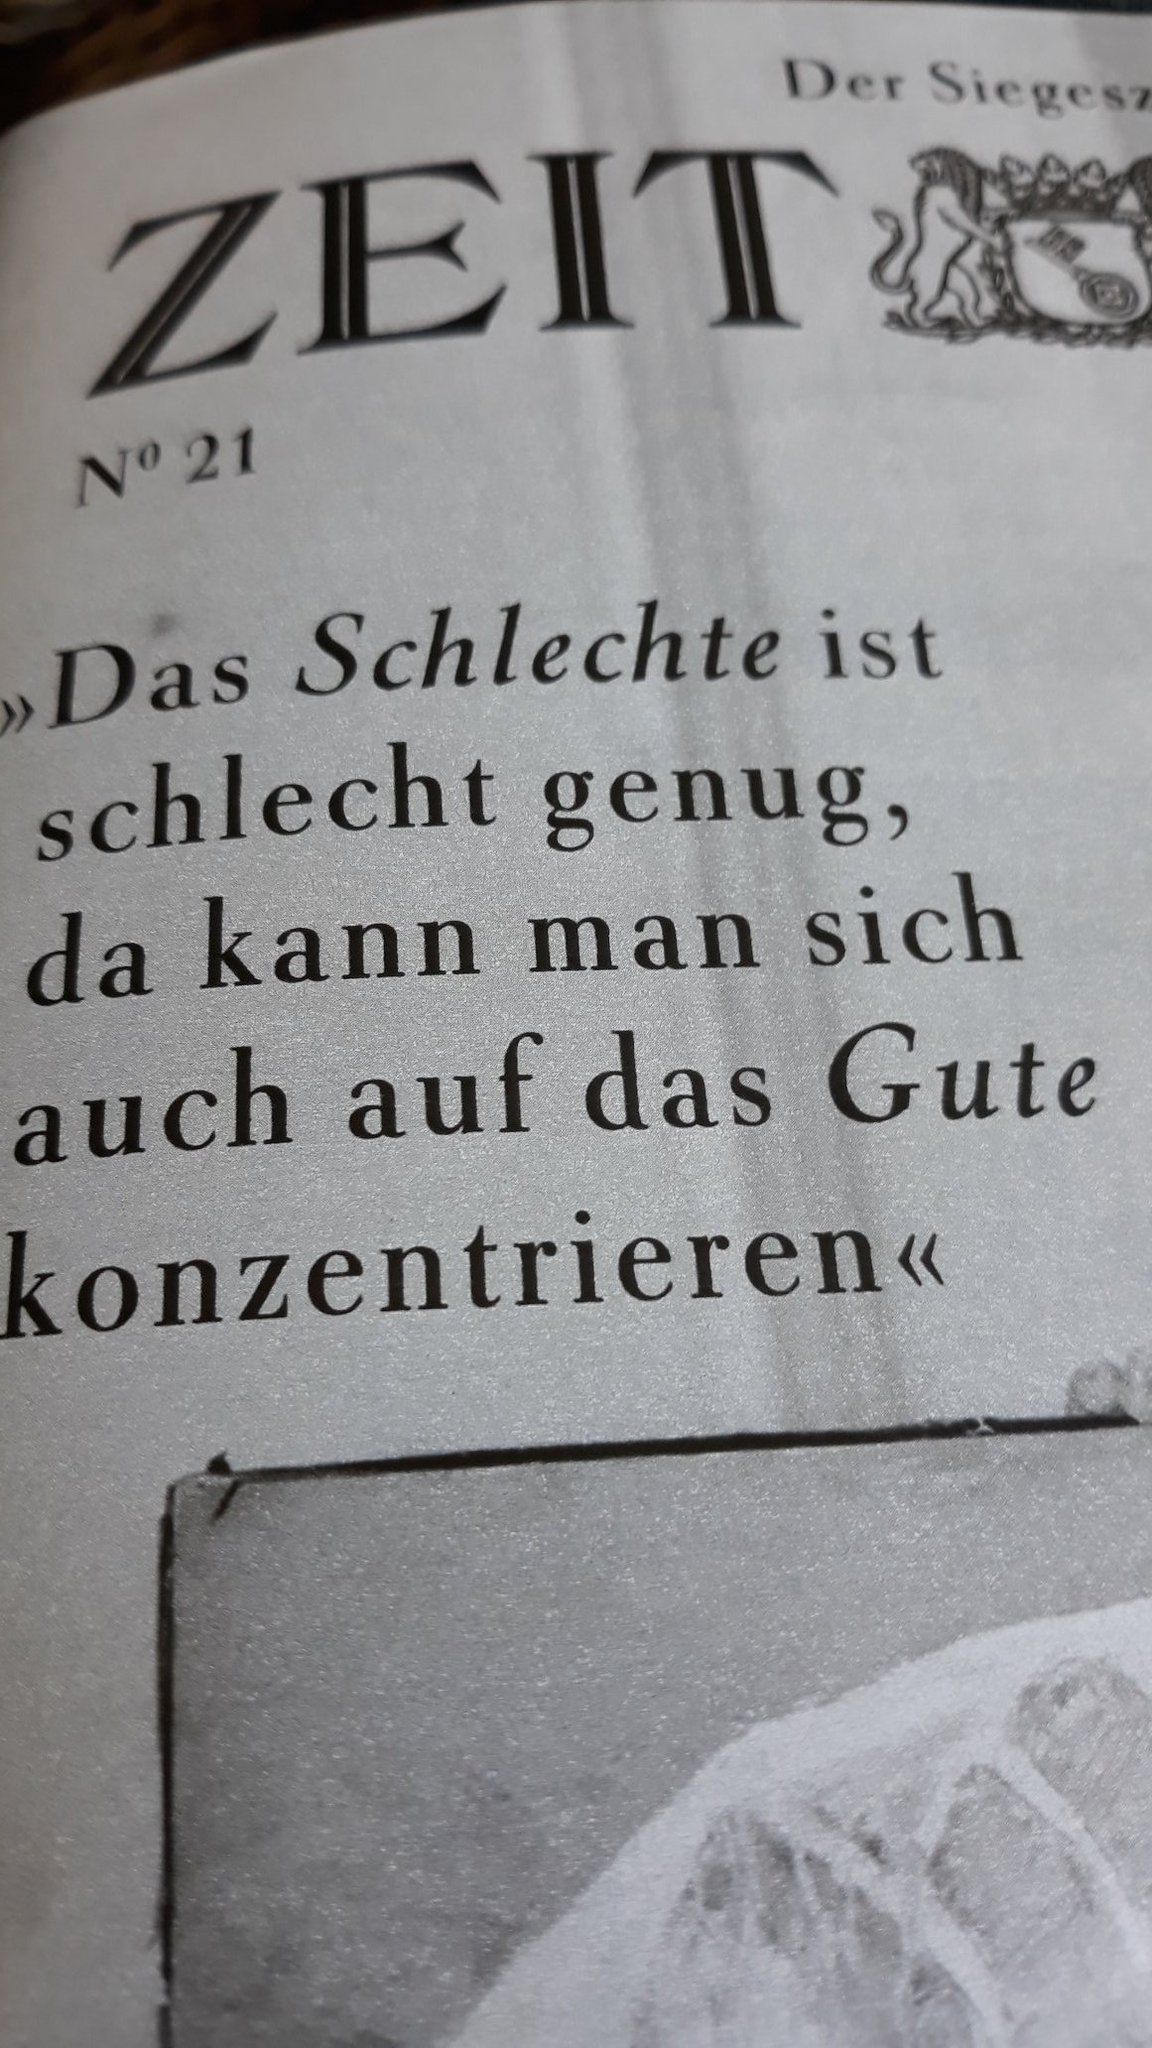 Der Siegesz
ZEIT
Nº 21
»Das Schlechte ist
schlecht genug,
da kann man sich
auch auf das Gute
konzentrieren«